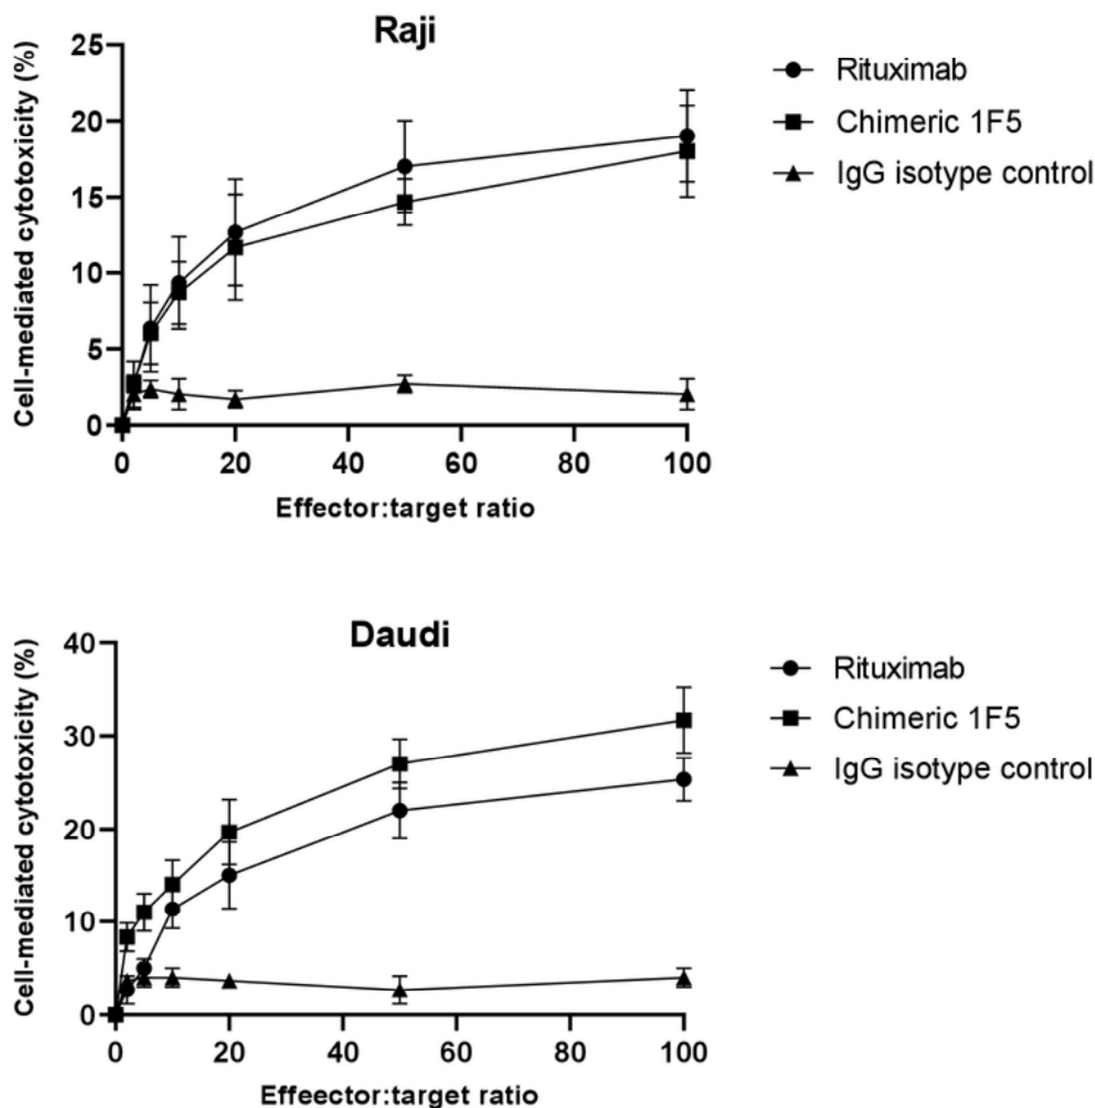 Raji
Cell-mediated cytotoxicity (%)
25
20
15
10
5
0
0 20 40 60 80 100
Effector:target ratio
Rituximab
Chimeric 1F5
IgG isotype control
Daudi
Cell-mediated cytotoxicity (%)
40
30
20
10
0
0 20 40 60 80 100
Effeector:target ratio
Rituximab
Chimeric 1F5
IgG isotype control